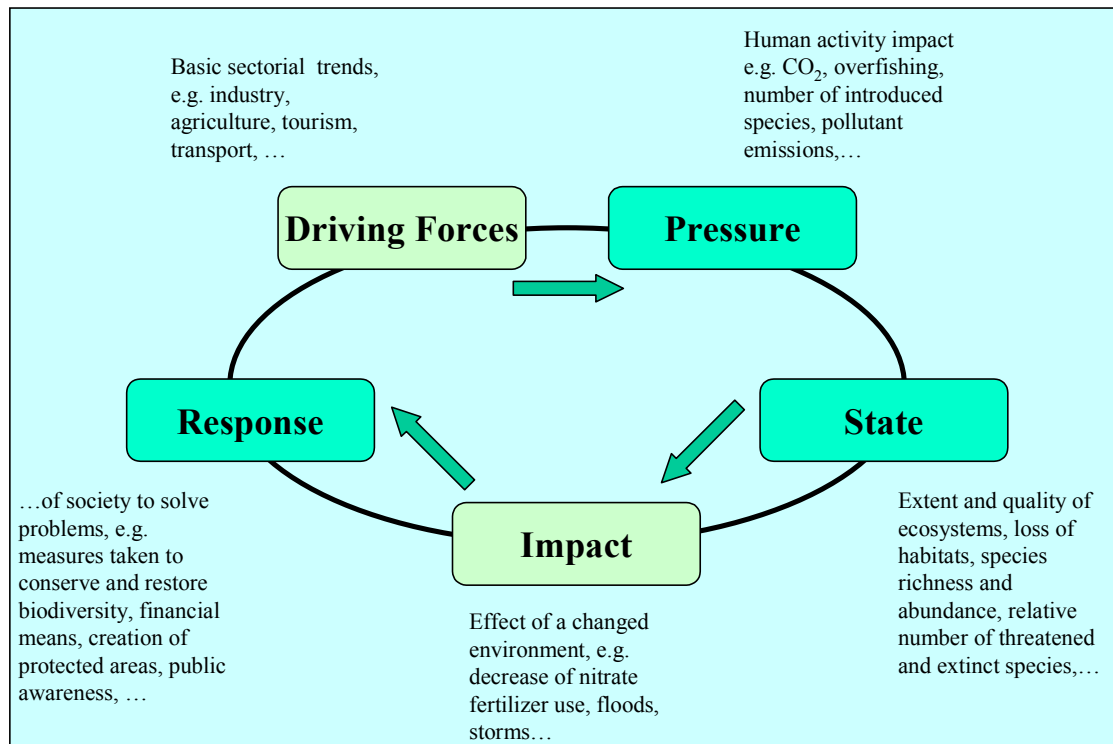 Basic sectorial trends,
e.g. industry,
agriculture, tourism,
transport, …
Human activity impact
e.g. CO₂, overfishing,
number of introduced
species, pollutant
emissions,…
Driving Forces
Pressure
Response
State
Impact
…of society to solve
problems, e.g.
measures taken to
conserve and restore
biodiversity, financial
means, creation of
protected areas, public
awareness, …
Effect of a changed
environment, e.g.
decrease of nitrate
fertilizer use, floods,
storms…
Extent and quality of
ecosystems, loss of
habitats, species
richness and
abundance, relative
number of threatened
and extinct species,…